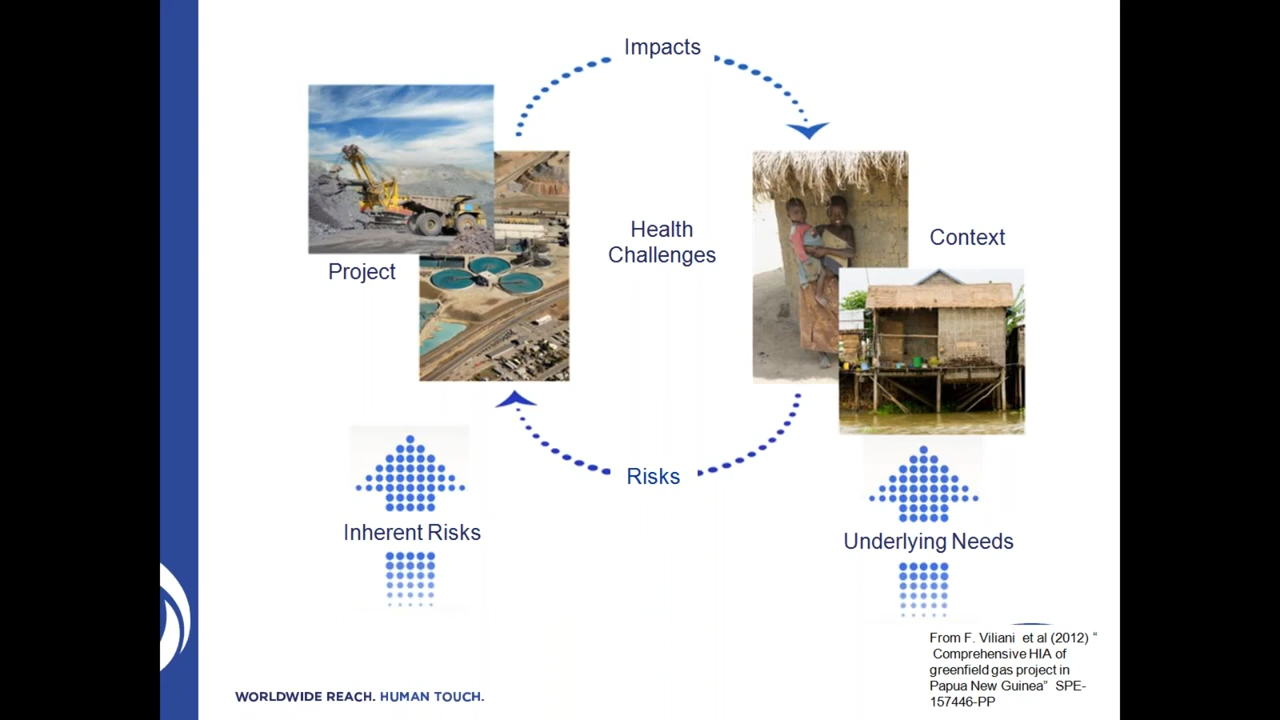 Impacts
Health
Challenges
Context
Project
Risks
Inherent Risks
Underlying Needs
From F. Viliani et al (2012) “
Comprehensive HIA of
greenfield gas project in
Papua New Guinea” SPE-
157446-PP
WORLDWIDE REACH. HUMAN TOUCH.